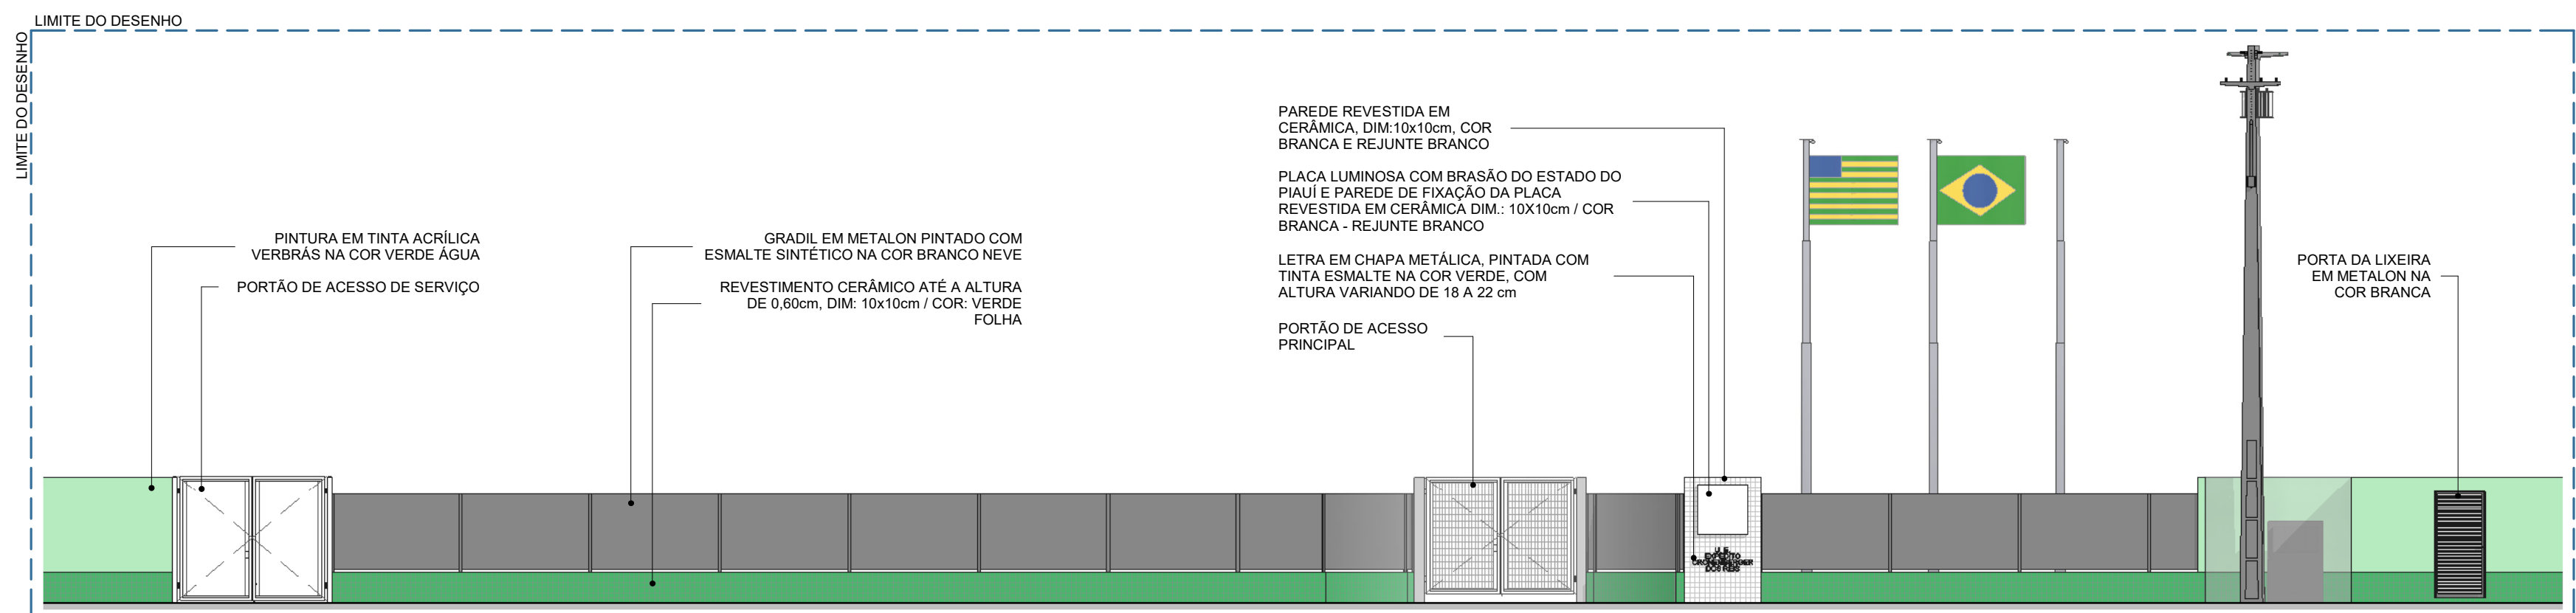 LIMITE DO DESENHO
LIMITE DO DESENHO
PINTURA EM TINTA ACRÍLICA
VERBRÁS NA COR VERDE ÁGUA
PORTÃO DE ACESSO DE SERVIÇO
GRADIL EM METALON PINTADO COM
ESMALTE SINTÉTICO NA COR BRANCO NEVE
REVESTIMENTO CERÂMICO ATÉ A ALTURA
DE 0,60cm, DIM: 10x10cm / COR: VERDE
FOLHA
PAREDE REVESTIDA EM
CERÂMICA, DIM:10x10cm, COR
BRANCA E REJUNTE BRANCO
PLACA LUMINOSA COM BRASÃO DO ESTADO DO
PIAUÍ E PAREDE DE FIXAÇÃO DA PLACA
REVESTIDA EM CERÂMICA DIM.: 10X10cm / COR
BRANCA - REJUNTE BRANCO
LETRA EM CHAPA METÁLICA, PINTADA COM
TINTA ESMALTE NA COR VERDE, COM
ALTURA VARIANDO DE 18 A 22 cm
PORTÃO DE ACESSO
PRINCIPAL
PORTA DA LIXEIRA
EM METALON NA
COR BRANCA
U. E.
DOS REIS